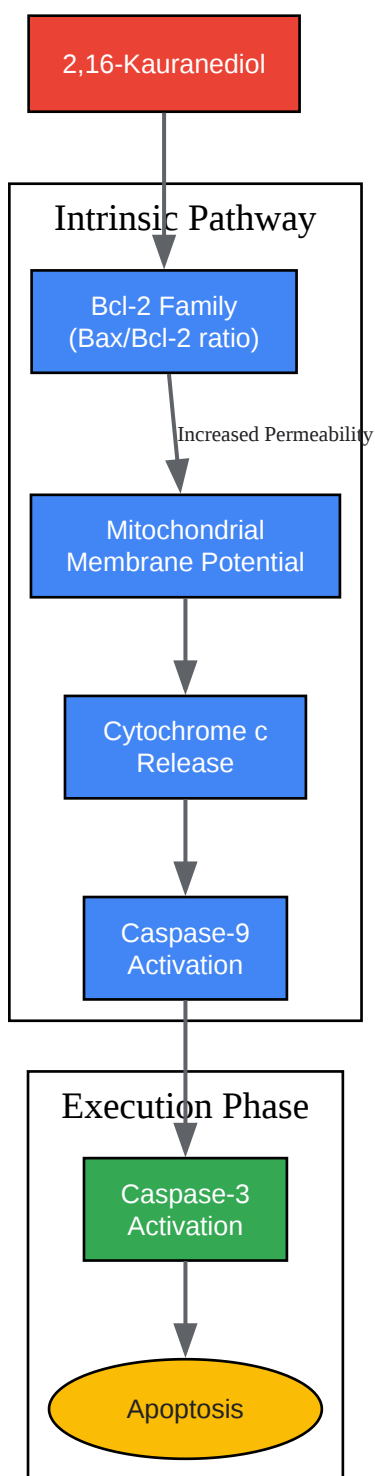 2,16-Kauranediol
Intrinsic Pathway
Bcl-2 Family
(Bax/Bcl-2 ratio)
Increased Permeability
Mitochondrial
Membrane Potential
Cytochrome c
Release
Caspase-9
Activation
Execution Phase
Caspase-3
Activation
Apoptosis